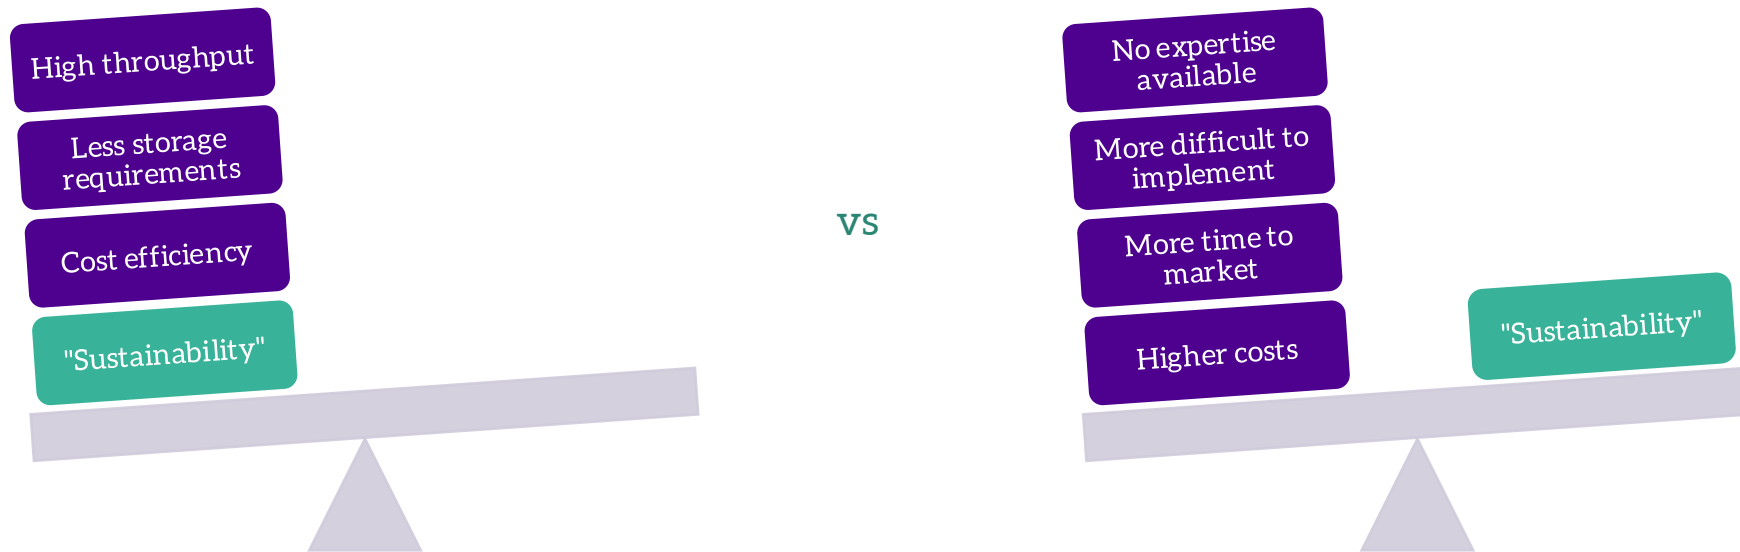 High throughput
Less storage
requirements
Cost efficiency
"Sustainability"
vs
No expertise
available
More difficult to
implement
More time to
market
Higher costs
"Sustainability"